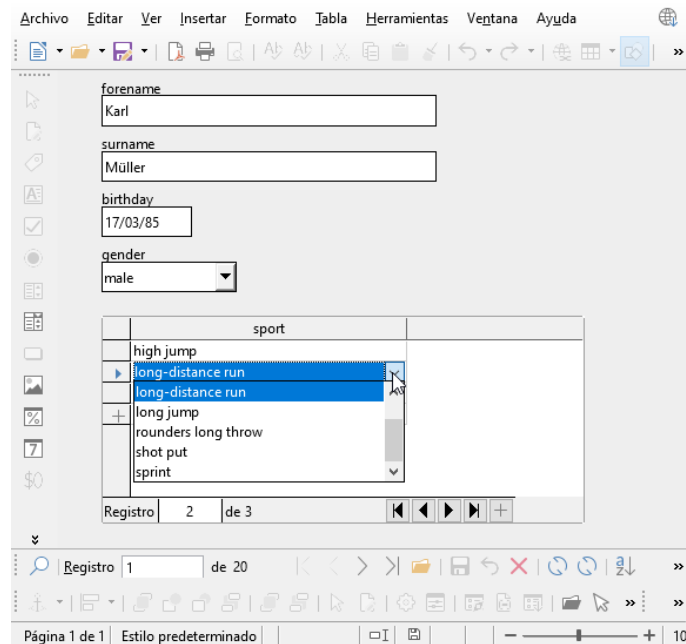 Archivo Editar Ver Insertar Formato Tabla Herramientas Ventana Ayuda
forename
Karl
surname
Müller
birthday
17/03/85
gender
male
sport
high jump
long-distance run
long-distance run
long jump
rounders long throw
shot put
sprint
Registro 2 de 3
Registro 1 de 20
Página 1 de 1 Estilo predeterminado 10